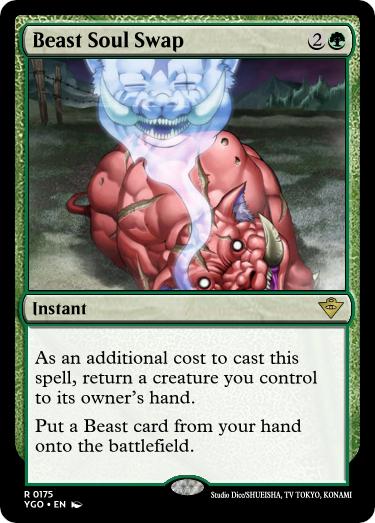 Beast Soul Swap 2
Instant
As an additional cost to cast this
spell, return a creature you control
to its owner's hand.
Put a Beast card from your hand
onto the battlefield.
R 0175
YGO • EN Studio Dice/SHUEISHA, TV TOKYO, KONAMI